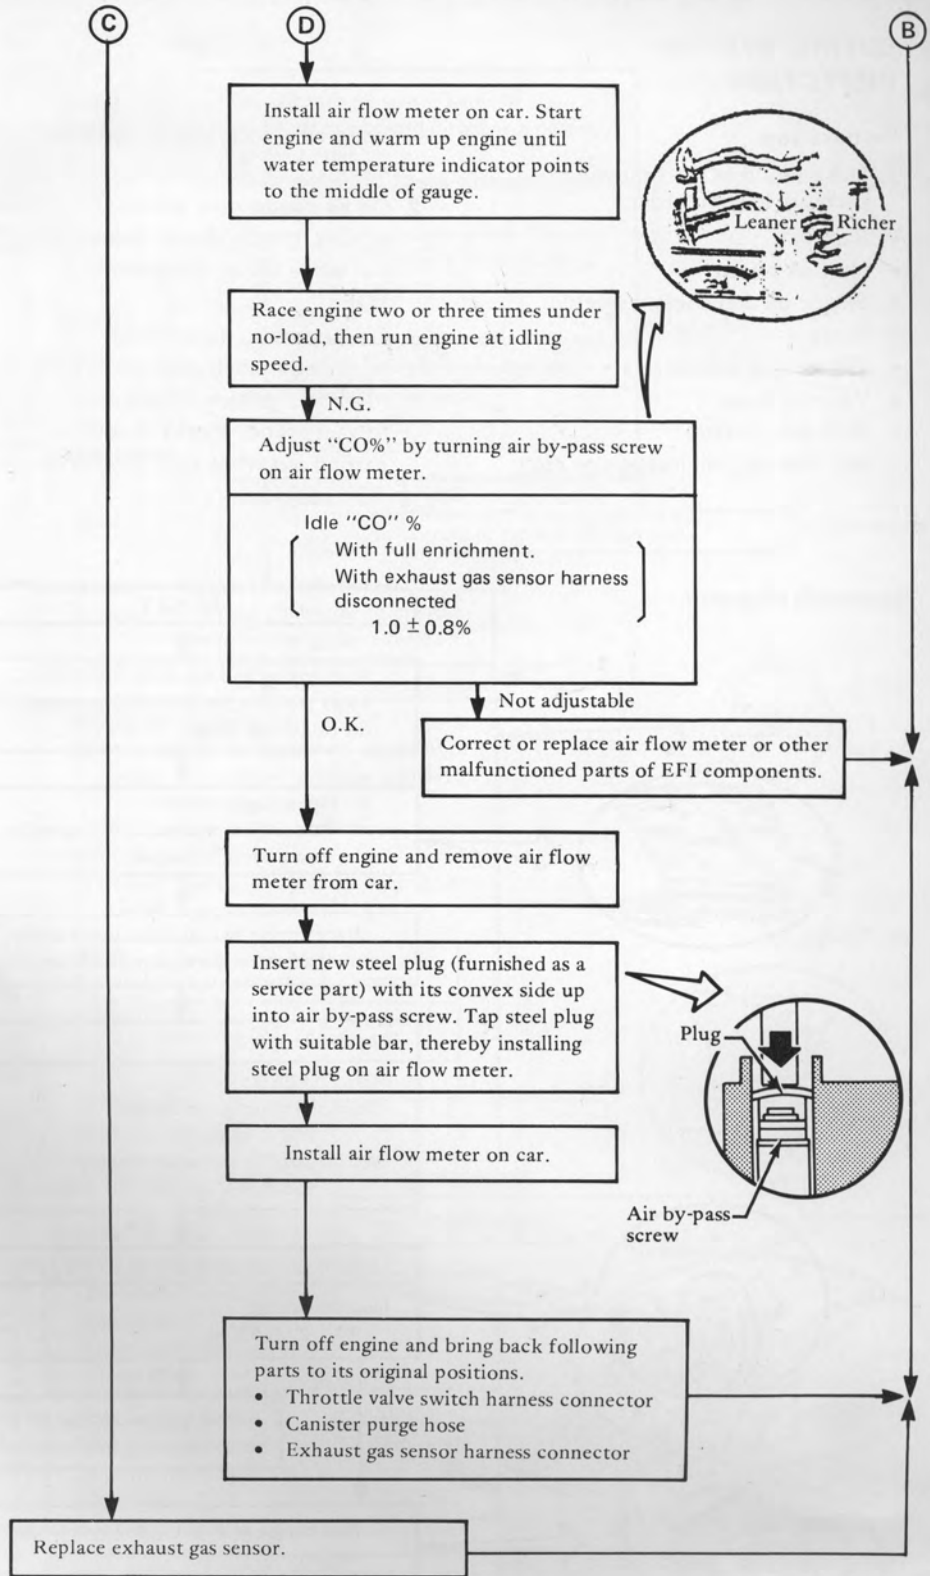 C
D
B
Install air flow meter on car. Start
engine and warm up engine until
water temperature indicator points
to the middle of gauge.
Leaner
Richer
Race engine two or three times under
no-load, then run engine at idling
speed.
N.G.
Adjust “CO%” by turning air by-pass screw
on air flow meter.
Idle “CO” %
With full enrichment.
With exhaust gas sensor harness
disconnected
1.0 ± 0.8%
Not adjustable
O.K.
Correct or replace air flow meter or other
malfunctioned parts of EFI components.
Turn off engine and remove air flow
meter from car.
Insert new steel plug (furnished as a
service part) with its convex side up
into air by-pass screw. Tap steel plug
with suitable bar, thereby installing
steel plug on air flow meter.
Plug
Install air flow meter on car.
Air by-pass
screw
Turn off engine and bring back following
parts to its original positions.
• Throttle valve switch harness connector
• Canister purge hose
• Exhaust gas sensor harness connector
Replace exhaust gas sensor.